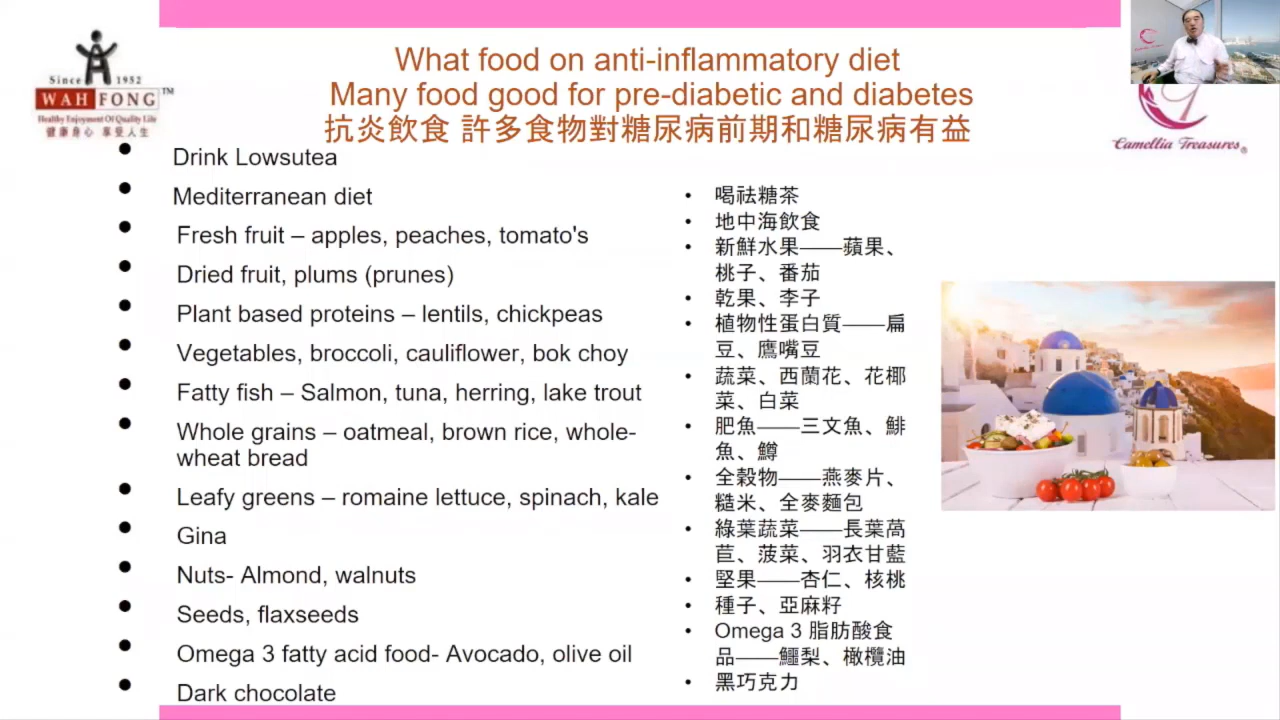 Since 1952
WAH FONG TM
Healthy Enjoyment Of Quality Life
健康身心 享受人生
What food on anti-inflammatory diet
Many food good for pre-diabetic and diabetes
抗炎飲食 許多食物對糖尿病前期和糖尿病有益
Camellia Treasures®
• Drink Lowsutea
• Mediterranean diet
• Fresh fruit – apples, peaches, tomato's
• Dried fruit, plums (prunes)
• Plant based proteins – lentils, chickpeas
• Vegetables, broccoli, cauliflower, bok choy
• Fatty fish – Salmon, tuna, herring, lake trout
• Whole grains – oatmeal, brown rice, whole-
wheat bread
• Leafy greens – romaine lettuce, spinach, kale
• Gina
• Nuts- Almond, walnuts
• Seeds, flaxseeds
• Omega 3 fatty acid food- Avocado, olive oil
• Dark chocolate
• 喝祛糖茶
• 地中海飲食
• 新鮮水果——蘋果、
桃子、番茄
• 乾果、李子
• 植物性蛋白質——扁
豆、鷹嘴豆
• 蔬菜、西蘭花、花椰
菜、白菜
• 肥魚——三文魚、鯡
魚、鱒
• 全穀物——燕麥片、
糙米、全麥麵包
• 綠葉蔬菜——長葉萵
苣、菠菜、羽衣甘藍
• 堅果——杏仁、核桃
• 種子、亞麻籽
• Omega 3 脂肪酸食
品——鱷梨、橄欖油
• 黑巧克力